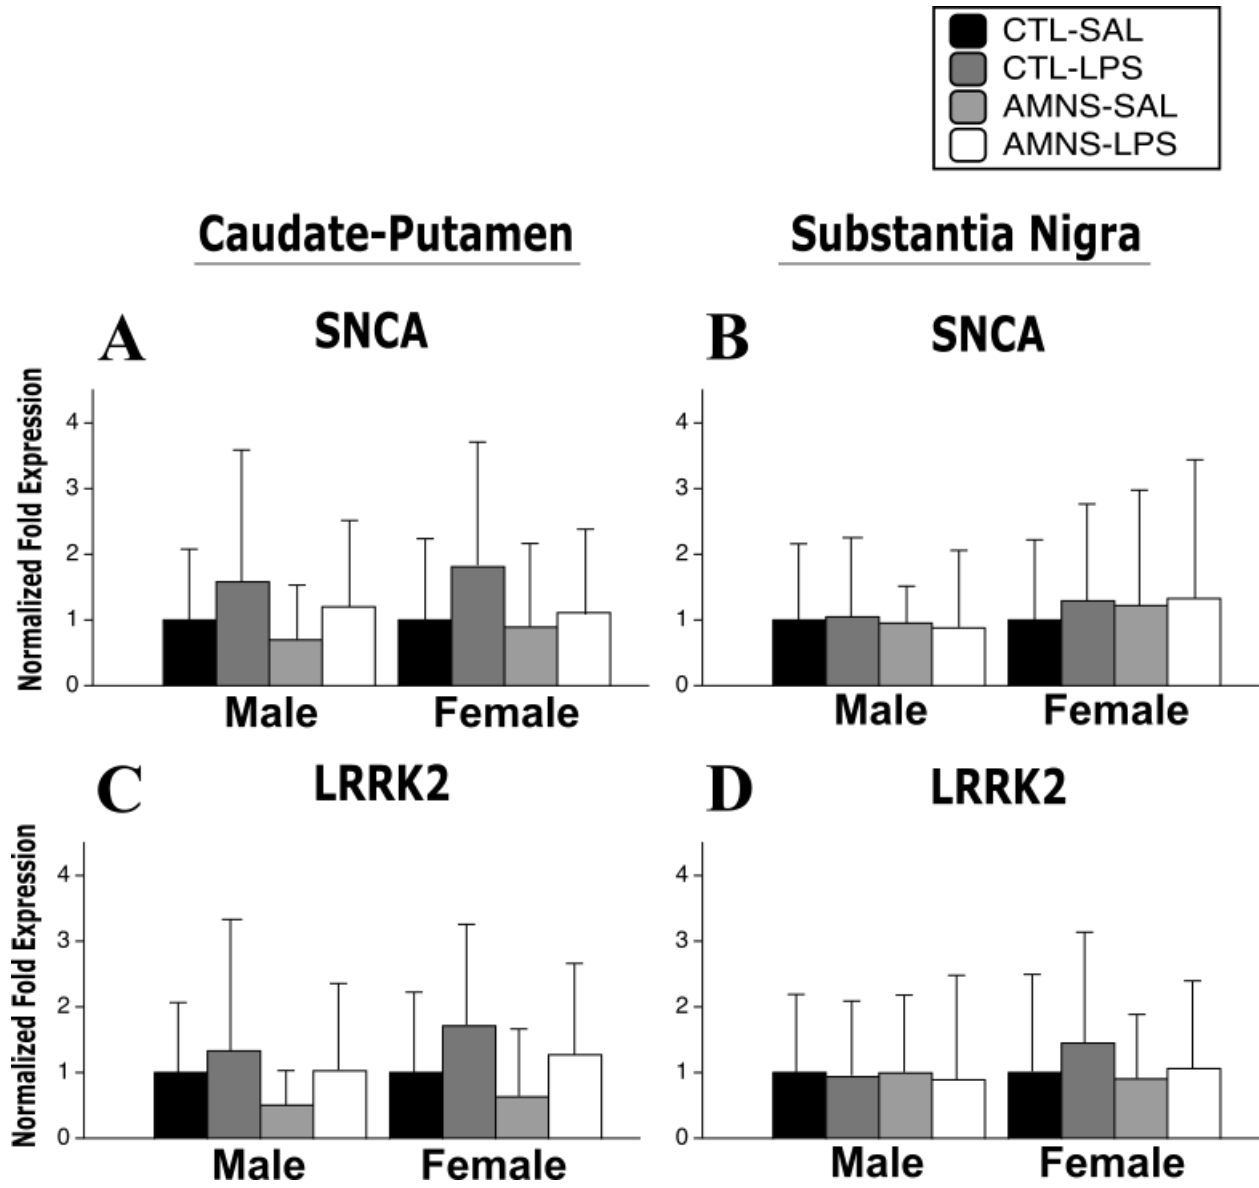 CTL-SAL
CTL-LPS
AMNS-SAL
AMNS-LPS
Caudate-Putamen
Substantia Nigra
A
SNCA
B
SNCA
Normalized Fold Expression
4
3
2
1
0
Male
Female
4
3
2
1
0
Male
Female
C
LRRK2
D
LRRK2
Normalized Fold Expression
4
3
2
1
0
Male
Female
4
3
2
1
0
Male
Female